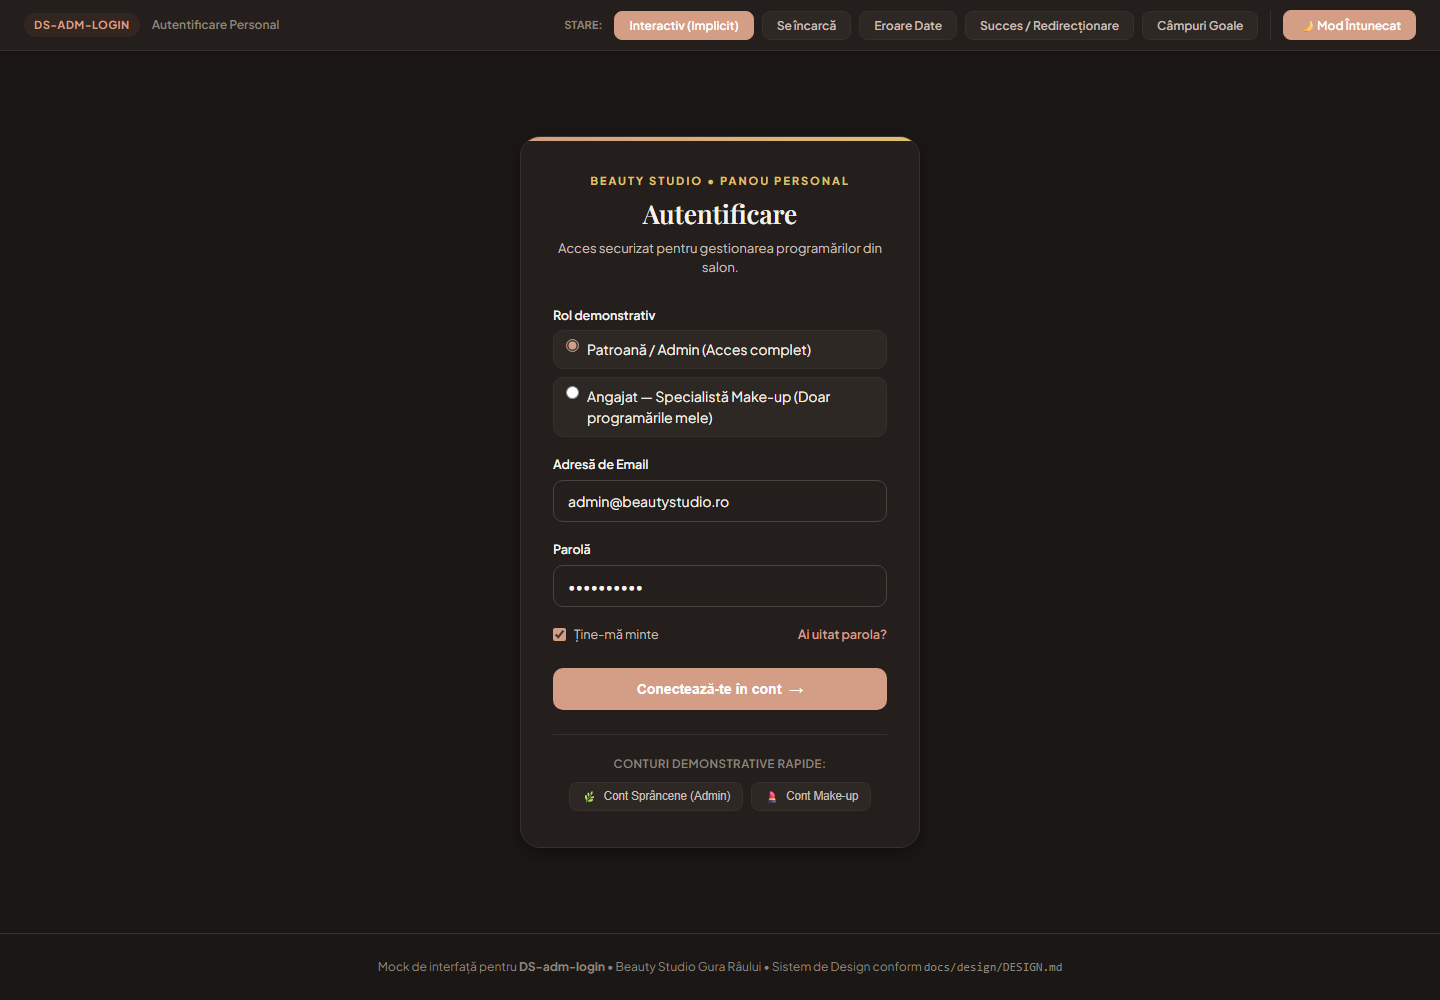 DS-ADM-LOGIN Autentificare Personal STARE: Interactiv (Implicit) Se încarcă Eroare Date Succes / Redirecționare Câmpuri Goale 🌙 Mod Întunecat
BEAUTY STUDIO • PANOU PERSONAL
Autentificare
Acces securizat pentru gestionarea programărilor din
salon.
Rol demonstrativ
Patroană / Admin (Acces complet)
Angajat — Specialistă Make-up (Doar
programările mele)
Adresă de Email
admin@beautystudio.ro
Parolă
••••••••••
Ține-mă minte Ai uitat parola?
Conectează-te în cont →
CONTURI DEMONSTRATIVE RAPIDE:
🌿 Cont Sprâncene (Admin) 💄 Cont Make-up
Mock de interfață pentru DS-adm-login • Beauty Studio Gura Râului • Sistem de Design conform docs/design/DESIGN.md